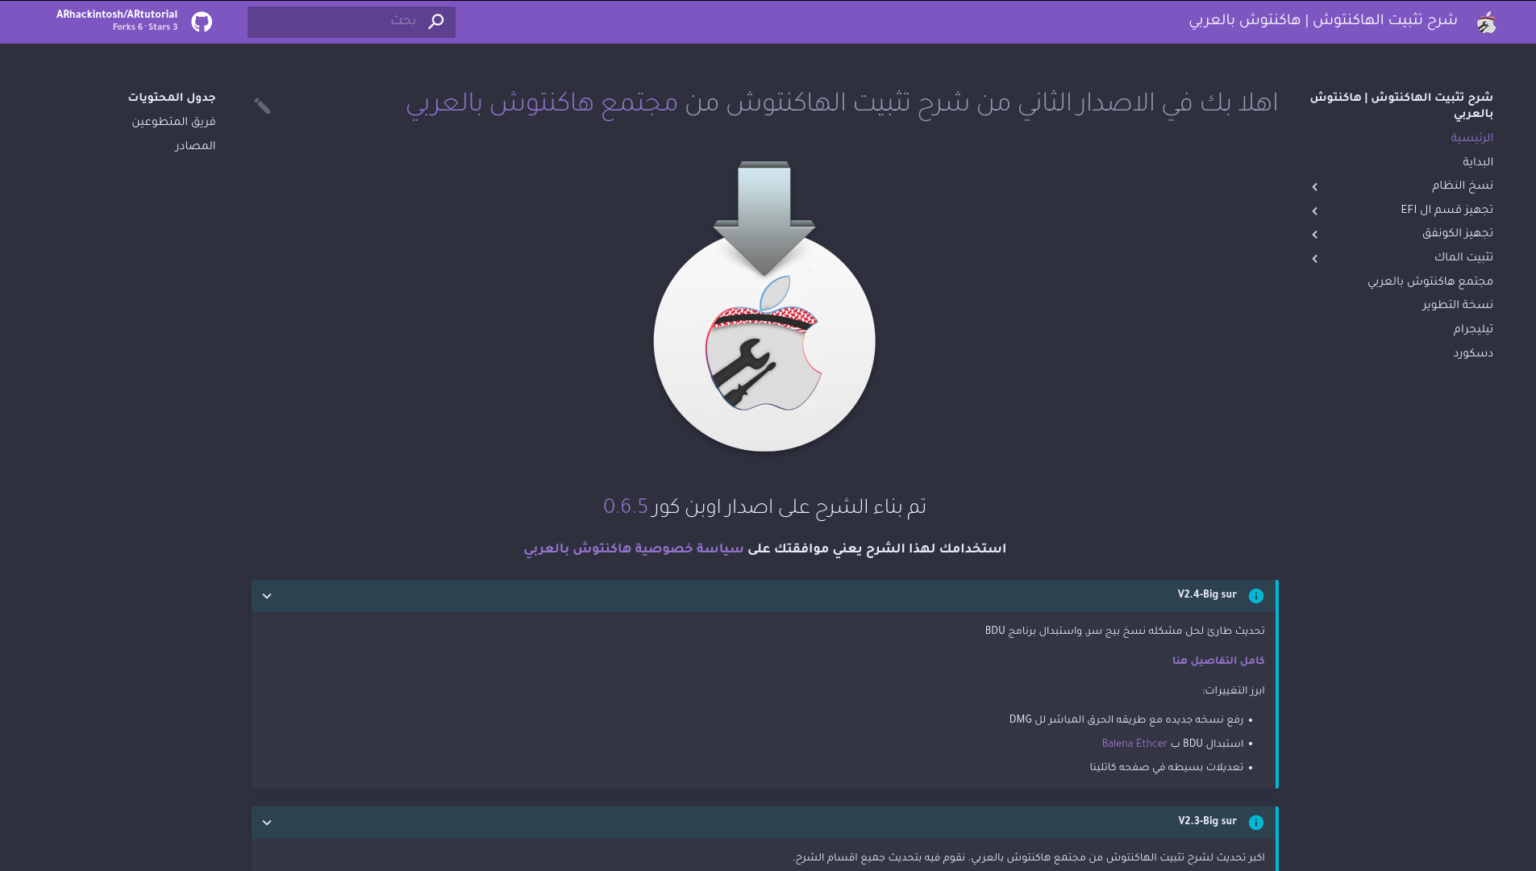 شرح تثبيت الهاكنتوش | هاكنتوش بالعربي
بحث
ARhackintosh/ARtutorial
3 Stars · 6 Forks
شرح تثبيت الهاكنتوش | هاكنتوش
بالعربي
الرئيسية
البداية
نسخ النظام
تجهيز قسم ال EFI
تجهيز الكونفق
تثبيت الماك
مجتمع هاكنتوش بالعربي
نسخة التطوير
تيليجرام
دسكورد
اهلا بك في الاصدار الثاني من شرح تثبيت الهاكنتوش من مجتمع هاكنتوش بالعربي
تم بناء الشرح على اصدار اوبن كور 0.6.5
استخدامك لهذا الشرح يعني موافقتك على سياسة خصوصية هاكنتوش بالعربي
V2.4-Big sur
تحديث طارئ لحل مشكله نسخ بيج سر, واستبدال برنامج BDU
كامل التفاصيل هنا
ابرز التغييرات:
• رفع نسخه جديده مع طريقه الحرق المباشر لل DMG
• استبدال BDU ب Balena Ethcer
• تعديلات بسيطه في صفحه كاتلينا
V2.3-Big sur
اكبر تحديث لشرح تثبيت الهاكنتوش من مجتمع هاكنتوش بالعربي. نقوم فيه بتحديث جميع اقسام الشرح.
جدول المحتويات
فريق المتطوعين
المصادر